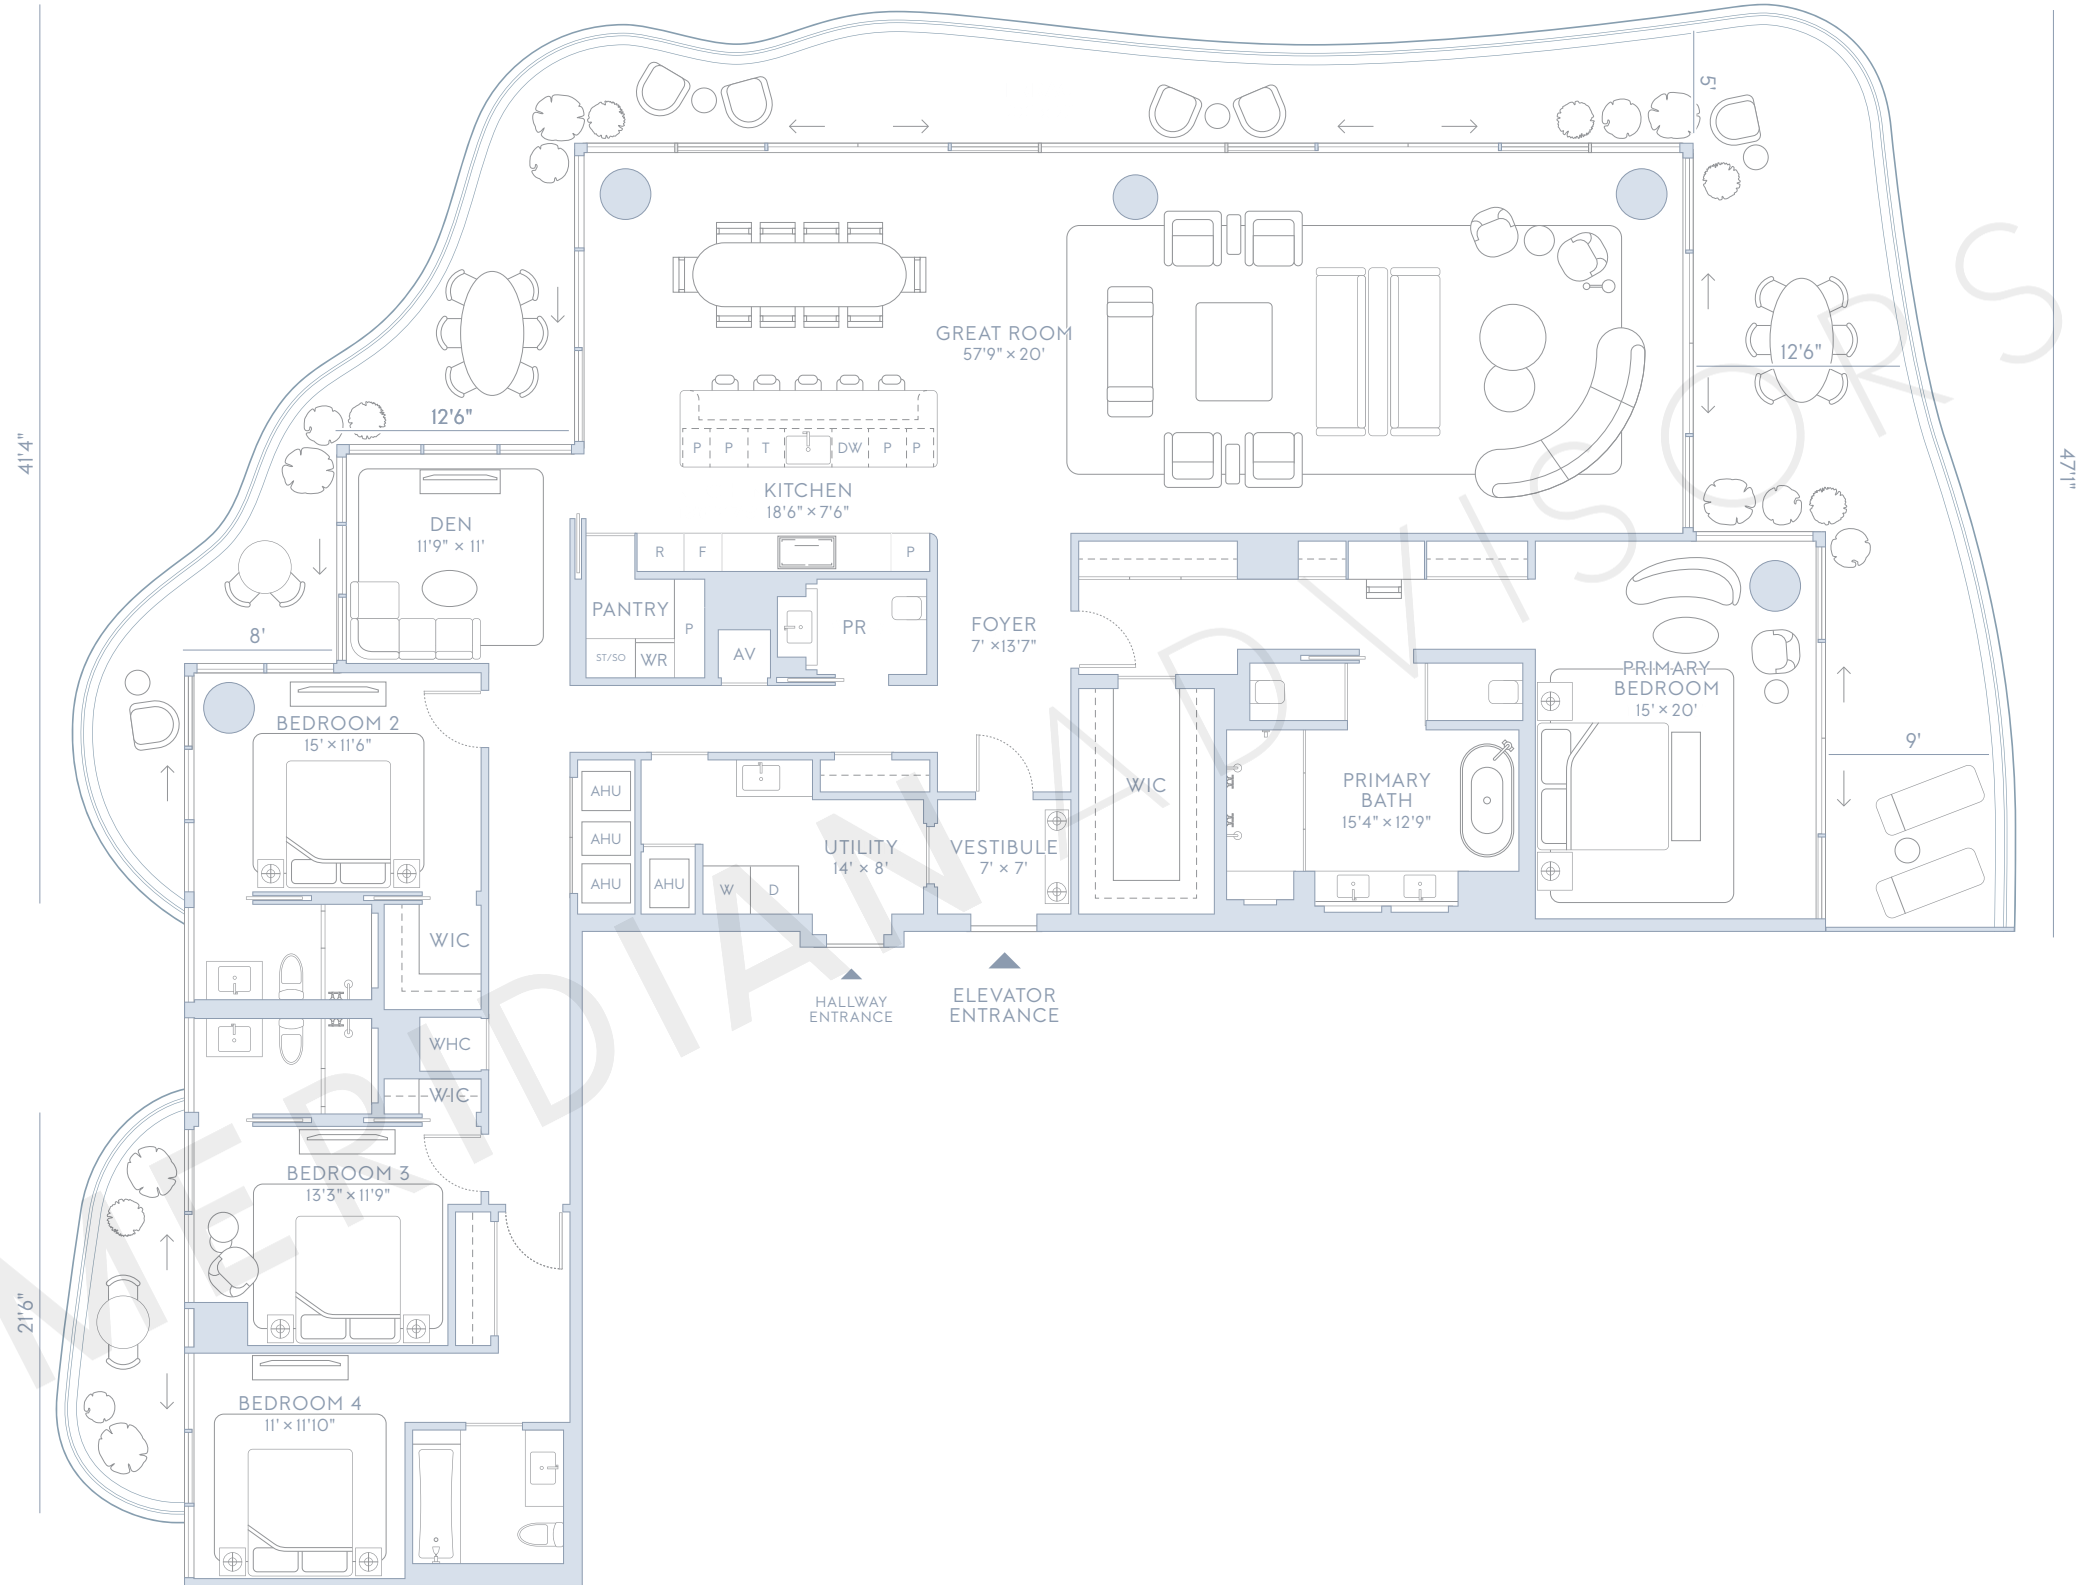 5'
12'6"
41'4"
47'1"
GREAT ROOM
57'9" × 20'
12'6"
P P T DW P P
KITCHEN
18'6" × 7'6"
DEN
11'9" × 11'
R F P
PANTRY
P
ST/SO WR
AV
PR
FOYER
7' ×13'7"
8'
PRIMARY
BEDROOM
15' × 20'
9'
BEDROOM 2
15' × 11'6"
AHU
AHU
AHU
AHU
W D
UTILITY
14' × 8'
VESTIBULE
7' × 7'
WIC
PRIMARY
BATH
15'4" × 12'9"
WIC
WHC
WIC
HALLWAY
ENTRANCE
ELEVATOR
ENTRANCE
BEDROOM 3
13'3" × 11'9"
21'6"
BEDROOM 4
11' × 11'10"
MERIDIAN ADVISORS